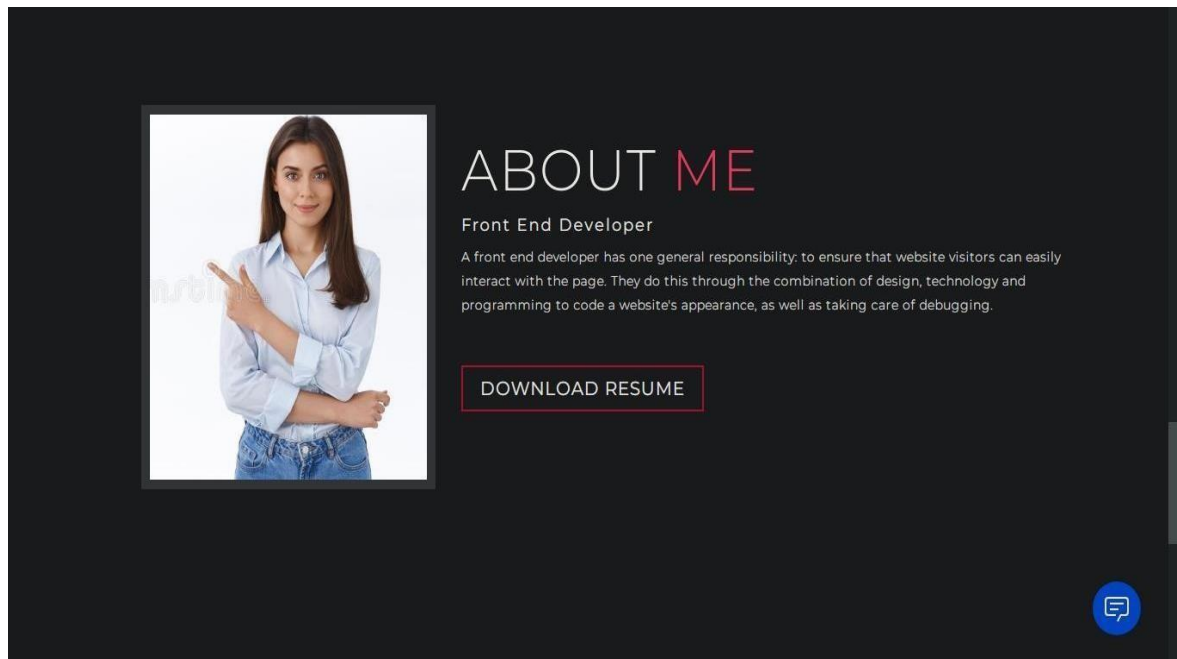 ABOUT ME
Front End Developer
A front end developer has one general responsibility: to ensure that website visitors can easily
interact with the page. They do this through the combination of design, technology and
programming to code a website's appearance, as well as taking care of debugging.
DOWNLOAD RESUME